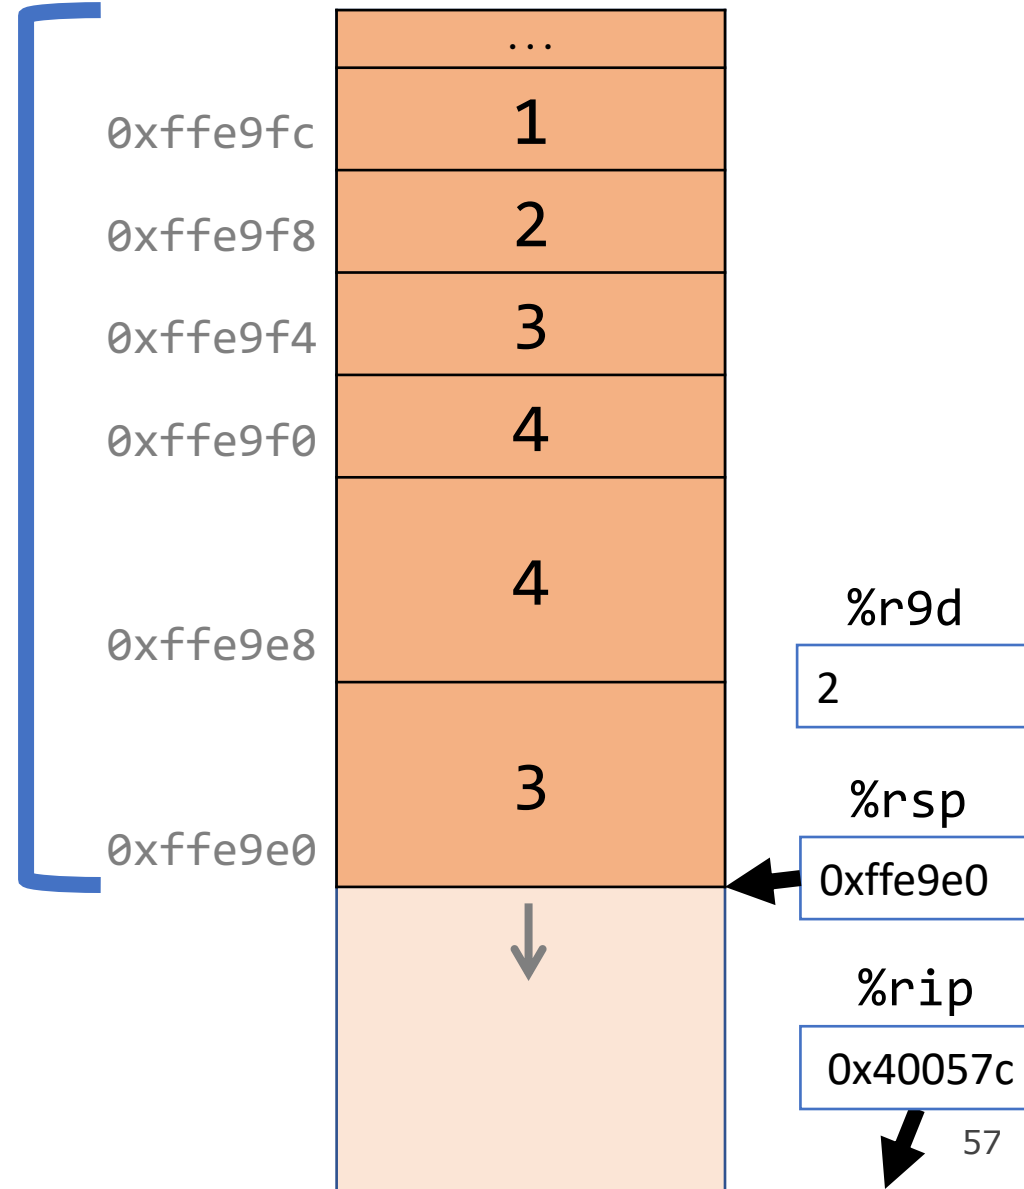 ...
0xffe9fc 1
0xffe9f8 2
0xffe9f4 3
0xffe9f0 4
4
0xffe9e8
3
0xffe9e0
%r9d
2
%rsp
0xffe9e0
%rip
0x40057c
57